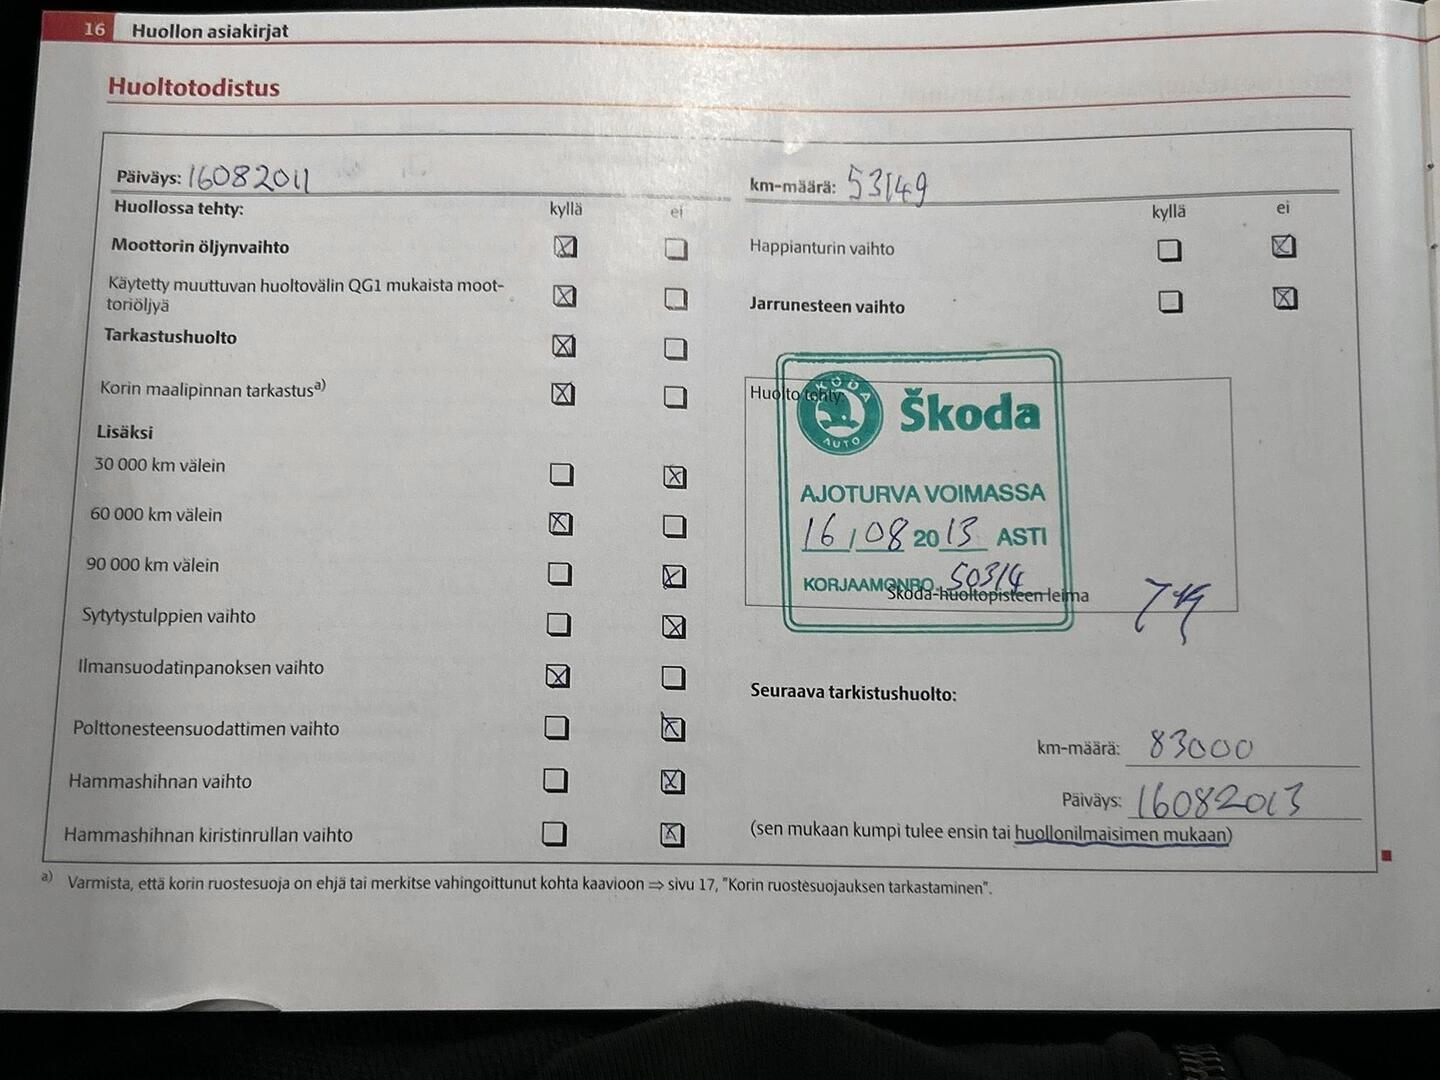 16 Huollon asiakirjat
Huoltotodistus
Päiväys: 16082011
km-määrä: 53149
Huollossa tehty: kyllä ei
kyllä ei
Moottorin öljynvaihto
Käytetty muuttuvan huoltovälin QG1 mukaista moot-
toriöljyä
Tarkastushuolto
Korin maalipinnan tarkastus a)
Lisäksi
30 000 km välein
60 000 km välein
90 000 km välein
Sytytystulppien vaihto
Ilmansuodatinpanoksen vaihto
Polttonesteensuodattimen vaihto
Hammashihnan vaihto
Hammashihnan kiristinrullan vaihto
Happianturin vaihto
Jarrunesteen vaihto
Huolto tehty:
ŠKODA
AUTO
Škoda
AJOTURVA VOIMASSA
16/08 2013 ASTI
KORJAAMONRO. 50314
Škoda-huoltopisteen leima
Seuraava tarkistushuolto:
km-määrä: 83000
Päiväys: 16082013
(sen mukaan kumpi tulee ensin tai huollonilmaisimen mukaan)
a) Varmista, että korin ruostesuoja on ehjä tai merkitse vahingoittunut kohta kaavioon ⇒ sivu 17, "Korin ruostesuojauksen tarkastaminen".